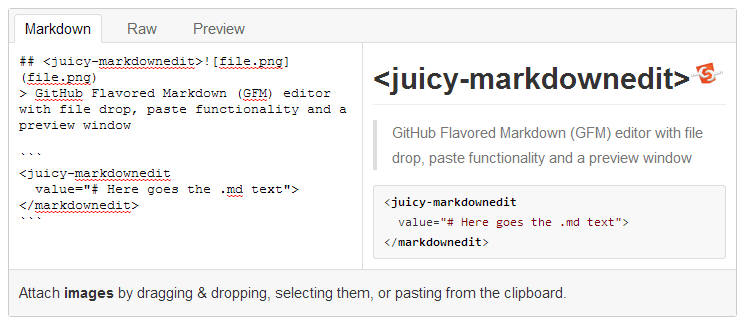 Markdown Raw Preview
## <juicy-markdownedit>![file.png]
(file.png)
> GitHub Flavored Markdown (GFM) editor
with file drop, paste functionality and a
preview window
```
<juicy-markdownedit
value="# Here goes the .md text">
</markdownedit>
```
<juicy-markdownedit>
GitHub Flavored Markdown (GFM) editor with file
drop, paste functionality and a preview window
<juicy-markdownedit
value="# Here goes the .md text">
</markdownedit>
Attach images by dragging & dropping, selecting them, or pasting from the clipboard.